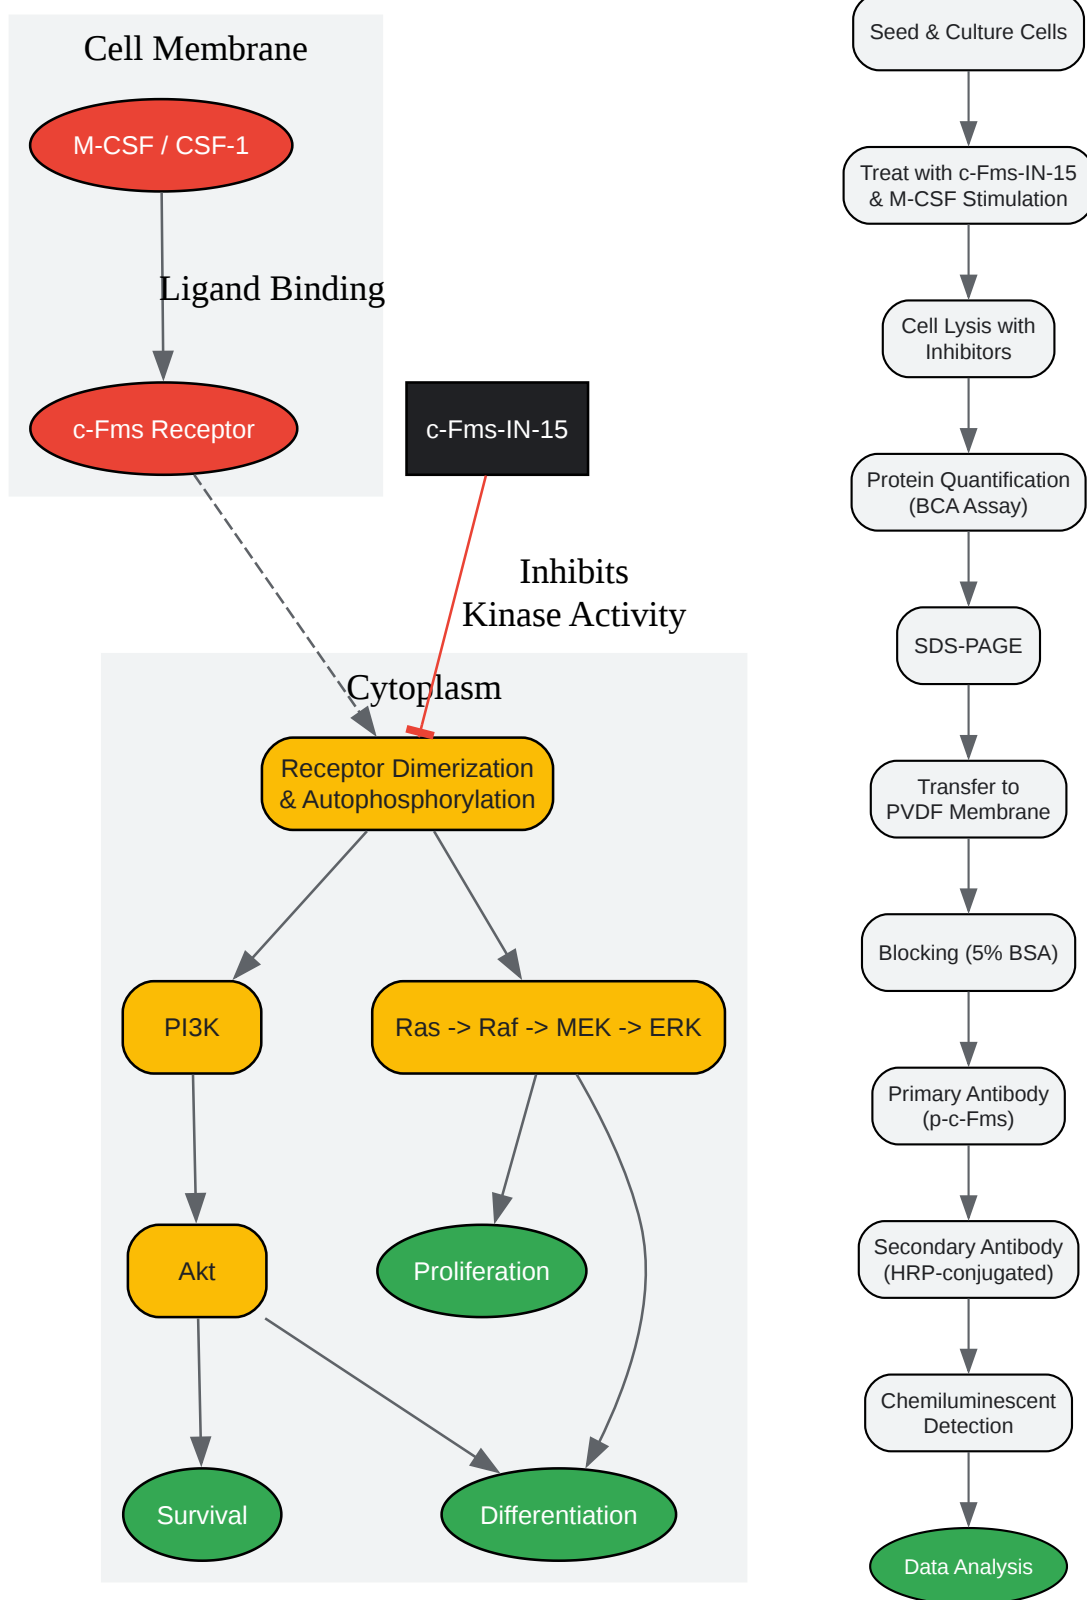 Cell Membrane
M-CSF / CSF-1
Ligand Binding
c-Fms Receptor
c-Fms-IN-15
Inhibits
Kinase Activity
Cytoplasm
Receptor Dimerization
& Autophosphorylation
PI3K
Ras -> Raf -> MEK -> ERK
Akt
Proliferation
Survival
Differentiation
Seed & Culture Cells
Treat with c-Fms-IN-15
& M-CSF Stimulation
Cell Lysis with
Inhibitors
Protein Quantification
(BCA Assay)
SDS-PAGE
Transfer to
PVDF Membrane
Blocking (5% BSA)
Primary Antibody
(p-c-Fms)
Secondary Antibody
(HRP-conjugated)
Chemiluminescent
Detection
Data Analysis